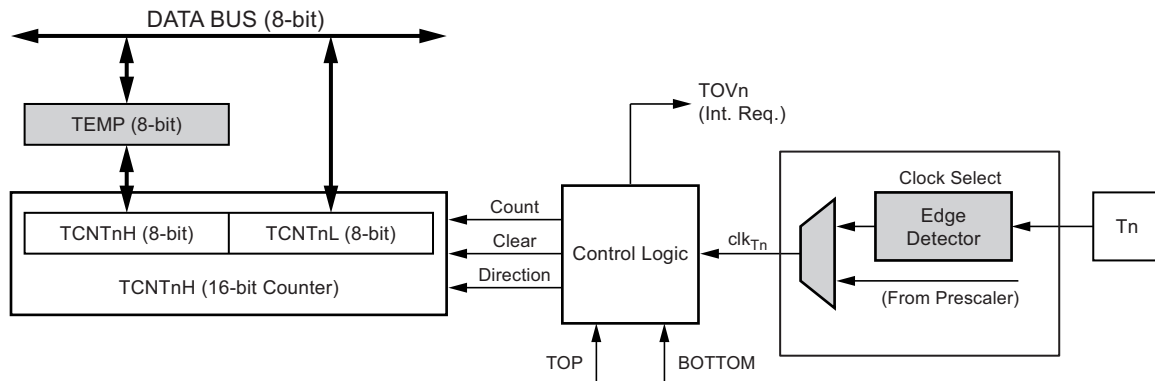 DATA BUS (8-bit)
TEMP (8-bit)
TCNTnH (8-bit)
TCNTnL (8-bit)
TCNTnH (16-bit Counter)
Count
Clear
Direction
Control Logic
TOVn
(Int. Req.)
TOP
BOTTOM
clkTn
Clock Select
Edge
Detector
(From Prescaler)
Tn